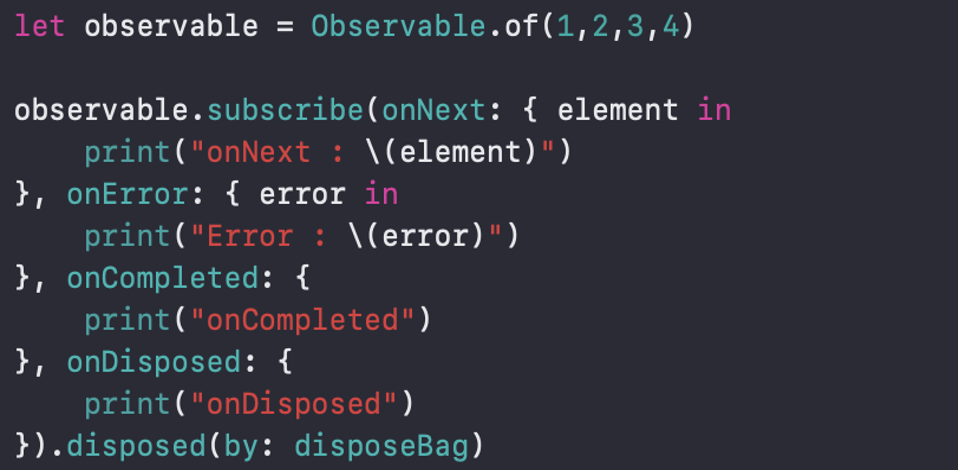 let observable = Observable.of(1,2,3,4)
observable.subscribe(onNext: { element in
    print("onNext : \(element)")
}, onError: { error in
    print("Error : \(error)")
}, onCompleted: {
    print("onCompleted")
}, onDisposed: {
    print("onDisposed")
}).disposed(by: disposeBag)